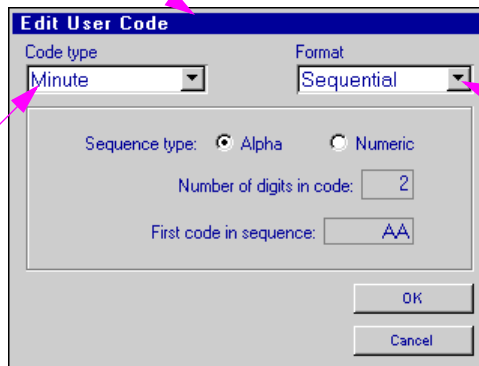 Edit User Code
Code type Format
Minute Sequential
Sequence type: Alpha Numeric
Number of digits in code: 2
First code in sequence: AA
OK
Cancel